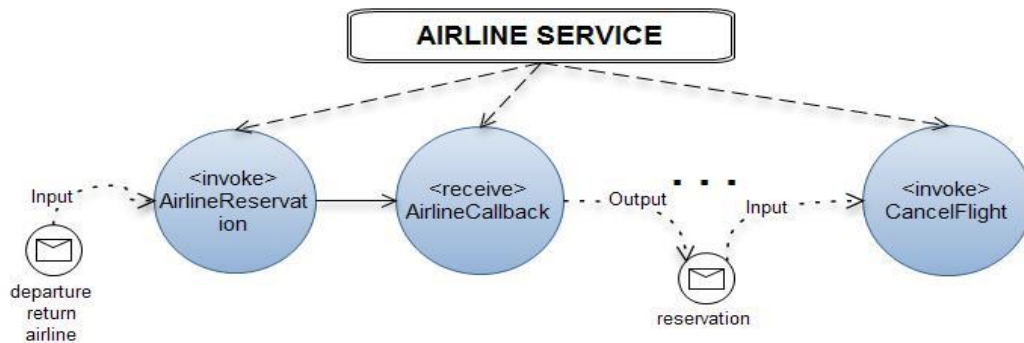 AIRLINE SERVICE
<invoke>
AirlineReservat
ion
<receive>
AirlineCallback
<invoke>
CancelFlight
Input
Output
Input
departure
return
airline
reservation